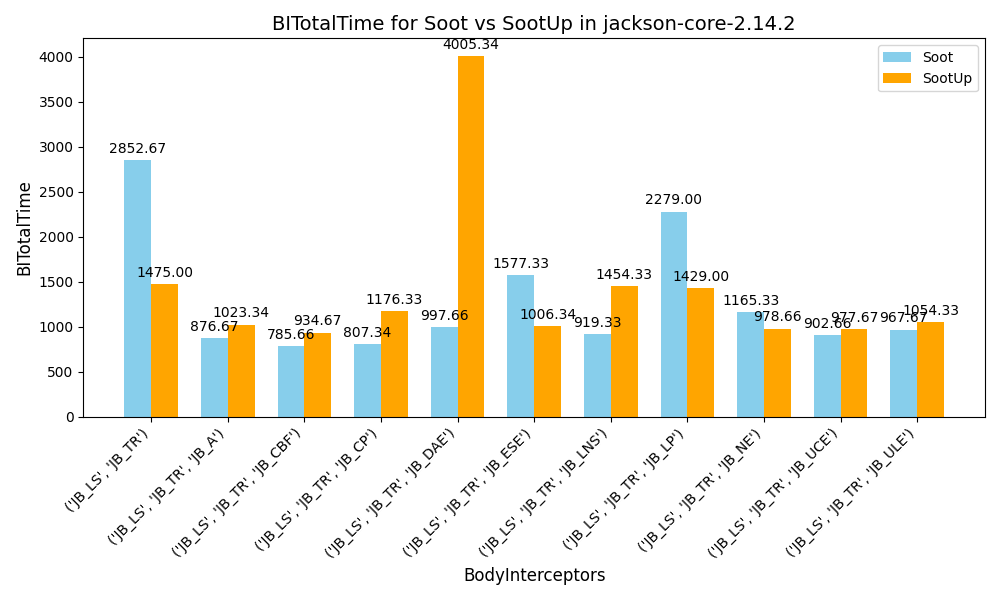 BITotalTime for Soot vs SootUp in jackson-core-2.14.2
Soot
SootUp
BITotalTime
4000
3500
3000
2500
2000
1500
1000
500
0
2852.67
1475.00
876.67
1023.34
785.66
934.67
807.34
1176.33
997.66
4005.34
1577.33
1006.34
919.33
1454.33
2279.00
1429.00
1165.33
978.66
902.66
977.67
967.67
1054.33
('JB_LS', 'JB_TR')
('JB_LS', 'JB_TR', 'JB_A')
('JB_LS', 'JB_TR', 'JB_CBF')
('JB_LS', 'JB_TR', 'JB_CP')
('JB_LS', 'JB_TR', 'JB_DAE')
('JB_LS', 'JB_TR', 'JB_ESE')
('JB_LS', 'JB_TR', 'JB_LNS')
('JB_LS', 'JB_TR', 'JB_LP')
('JB_LS', 'JB_TR', 'JB_NE')
('JB_LS', 'JB_TR', 'JB_UCE')
('JB_LS', 'JB_TR', 'JB_ULE')
BodyInterceptors